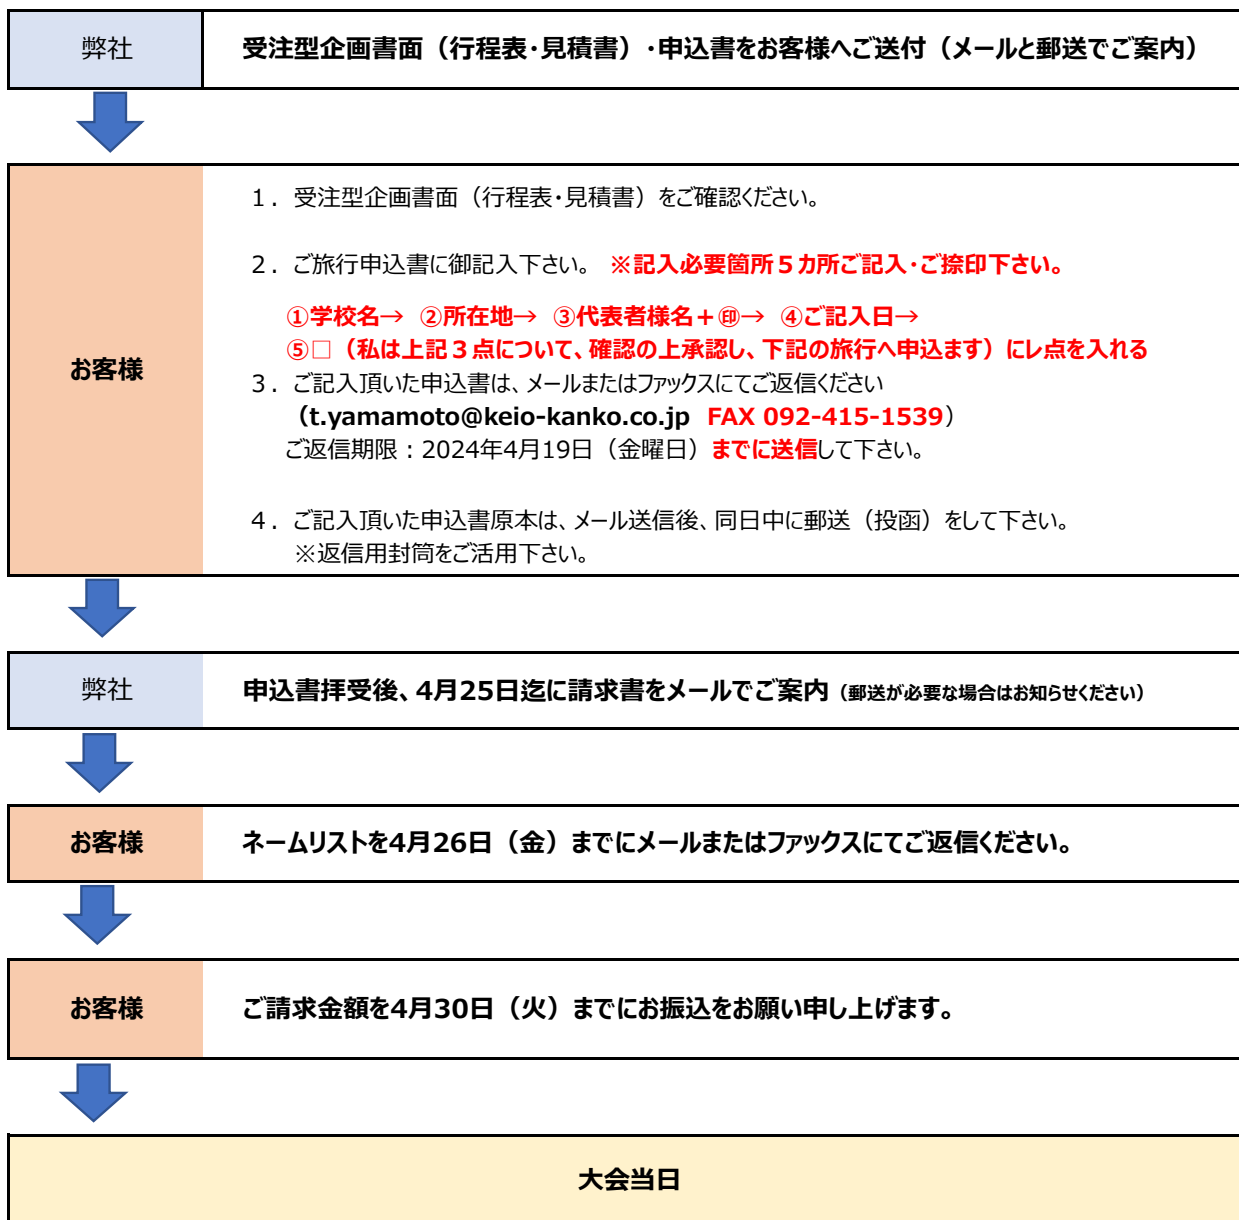 弊社
受注型企画書面（行程表・見積書）・申込書をお客様へご送付（メールと郵送でご案内）
お客様
１．受注型企画書面（行程表・見積書）をご確認ください。
２．ご旅行申込書に御記入下さい。 ※記入必要箇所５カ所ご記入・ご捺印下さい。
①学校名→ ②所在地→ ③代表者様名＋㊞→ ④ご記入日→
⑤□（私は上記３点について、確認の上承認し、下記の旅行へ申込ます）にレ点を入れる
３．ご記入頂いた申込書は、メールまたはファックスにてご返信ください
（t.yamamoto@keio-kanko.co.jp FAX 092-415-1539）
ご返信期限：2024年4月19日（金曜日）までに送信して下さい。
４．ご記入頂いた申込書原本は、メール送信後、同日中に郵送（投函）をして下さい。
※返信用封筒をご活用下さい。
弊社
申込書拝受後、4月25日迄に請求書をメールでご案内（郵送が必要な場合はお知らせください）
お客様
ネームリストを4月26日（金）までにメールまたはファックスにてご返信ください。
お客様
ご請求金額を4月30日（火）までにお振込をお願い申し上げます。
大会当日